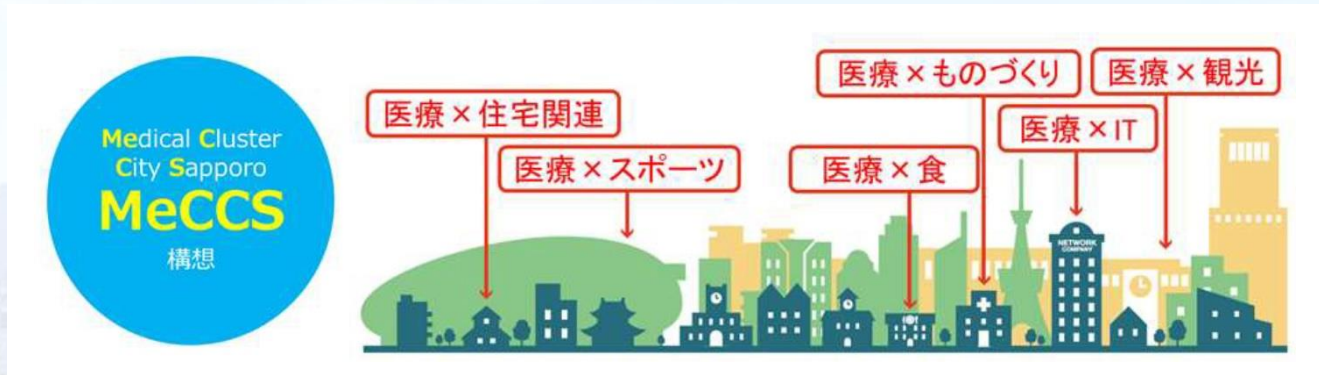 Medical Cluster
City Sapporo
MeCCS
構想
医療×住宅関連
医療×スポーツ
医療×食
医療×ものづくり
医療×IT
医療×観光
NETWORK
COMPANY